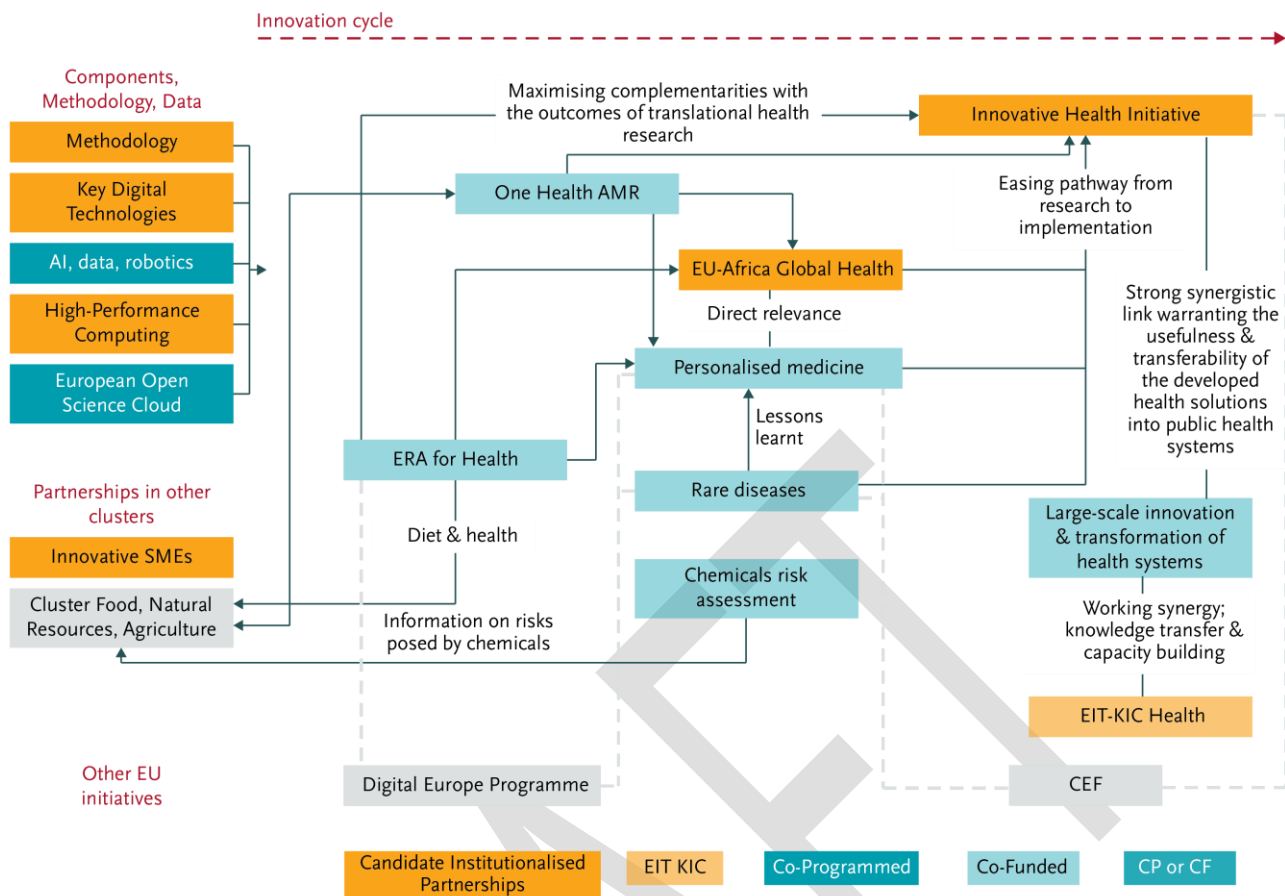 Innovation cycle
Components,
Methodology, Data
Methodology
Key Digital
Technologies
AI, data, robotics
High-Performance
Computing
European Open
Science Cloud
Partnerships in other
clusters
Innovative SMEs
Cluster Food, Natural
Resources, Agriculture
Other EU
initiatives
Maximising complementarities with
the outcomes of translational health
research
Innovative Health Initiative
One Health AMR
Easing pathway from
research to
implementation
EU-Africa Global Health
Direct relevance
Personalised medicine
Lessons
learnt
ERA for Health
Rare diseases
Diet & health
Chemicals risk
assessment
Information on risks
posed by chemicals
Strong synergistic
link warranting the
usefulness &
transferability of
the developed
health solutions
into public health
systems
Large-scale innovation
& transformation of
health systems
Working synergy;
knowledge transfer &
capacity building
EIT-KIC Health
Digital Europe Programme
CEF
Candidate Institutionalised
Partnerships
EIT KIC
Co-Programmed
Co-Funded
CP or CF